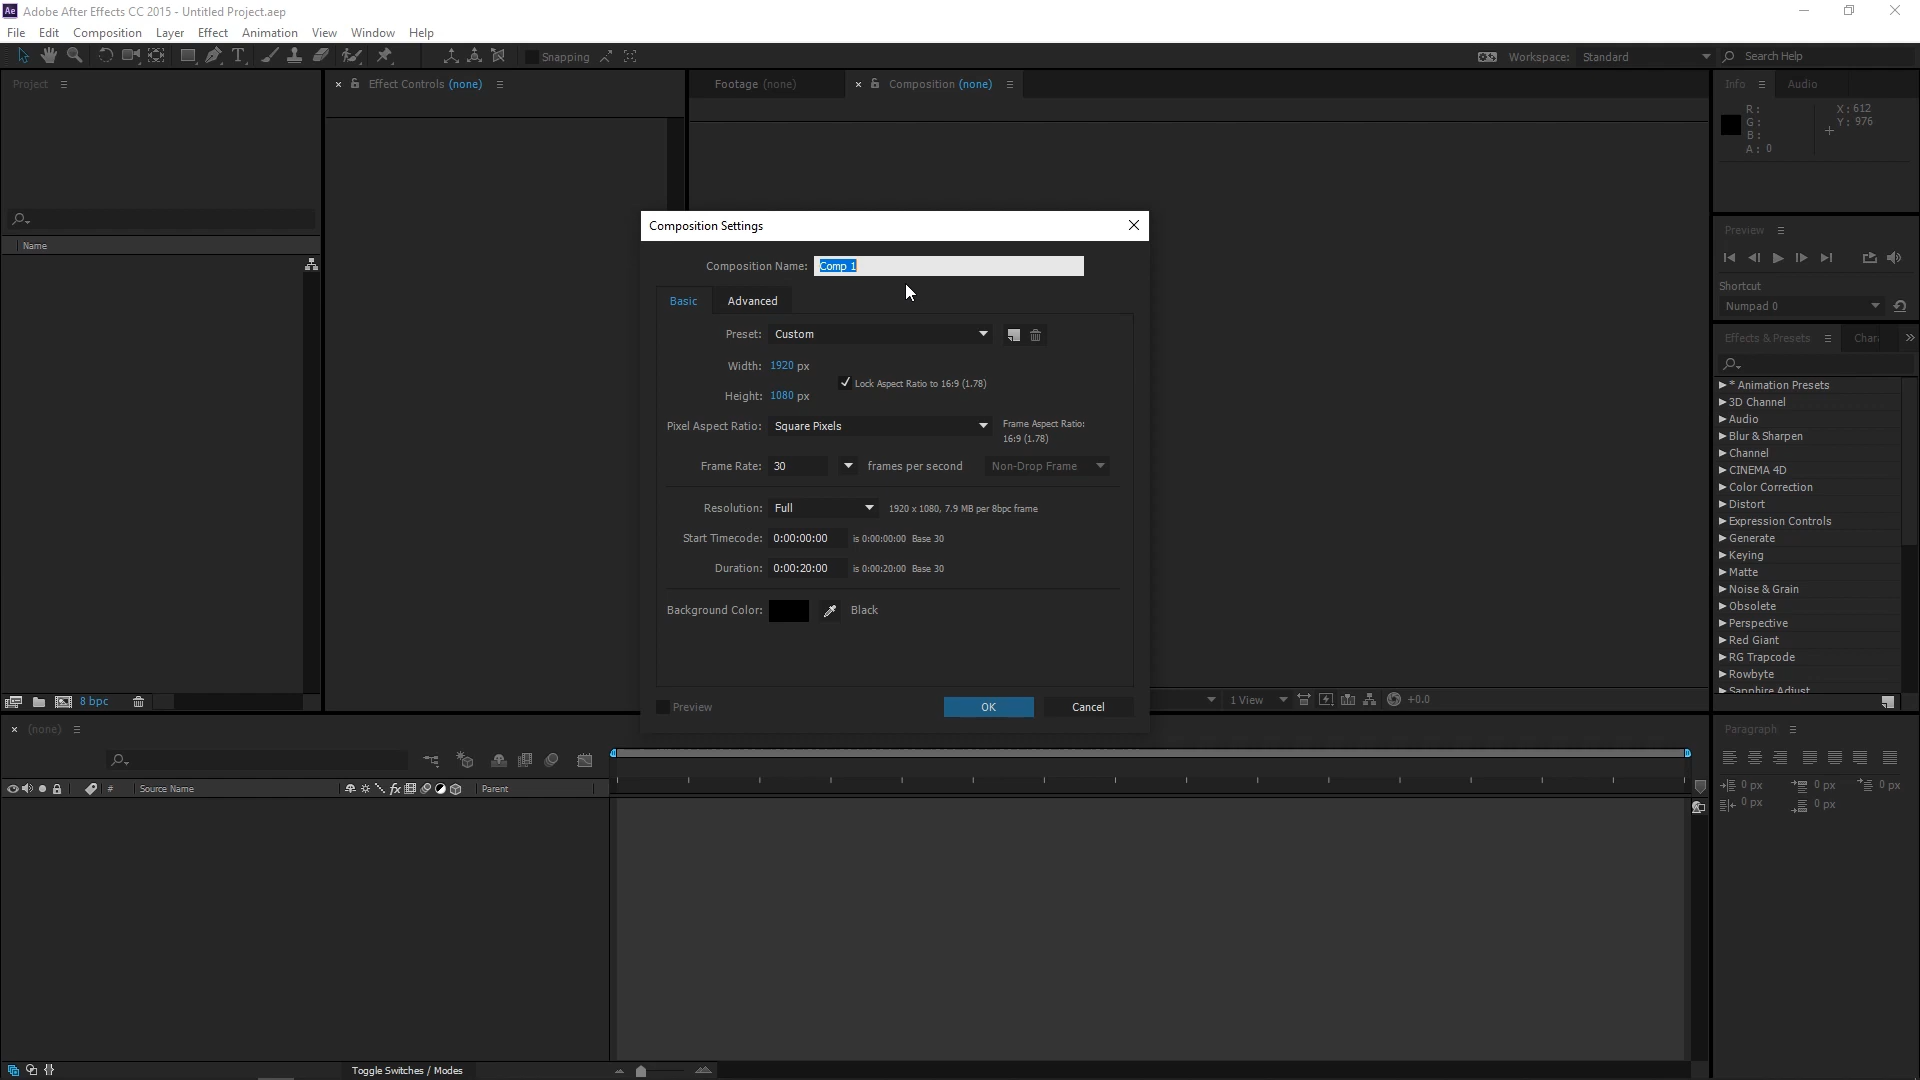 Ae Adobe After Effects CC 2015 - Untitled Project.aep
File Edit Composition Layer Effect Animation View Window Help
T Snapping Workspace: Standard Search Help
Project
Effect Controls (none)
Footage (none)
Composition (none)
Info Audio
R: X: 612
G: Y: 976
B:
A: 0
Name
Composition Settings
Composition Name: Comp 1
Basic Advanced
Preset: Custom
Width: 1920 px
Lock Aspect Ratio to 16:9 (1.78)
Height: 1080 px
Pixel Aspect Ratio: Square Pixels
Frame Aspect Ratio:
16:9 (1.78)
Frame Rate: 30 frames per second Non-Drop Frame
Resolution: Full 1920 x 1080, 7.9 MB per 8bpc frame
Start Timecode: 0:00:00:00 is 0:00:00:00 Base 30
Duration: 0:00:20:00 is 0:00:20:00 Base 30
Background Color: Black
Preview OK Cancel
Preview
Shortcut
Numpad 0
Effects & Presets Char
* Animation Presets
3D Channel
Audio
Blur & Sharpen
Channel
CINEMA 4D
Color Correction
Distort
Expression Controls
Generate
Keying
Matte
Noise & Grain
Obsolete
Perspective
Red Giant
RG Trapcode
Rowbyte
Sapphire Adjust
8 bpc
1 View +0.0
(none)
# Source Name fx Parent
Paragraph
0 px 0 px 0 px
0 px 0 px
Toggle Switches / Modes